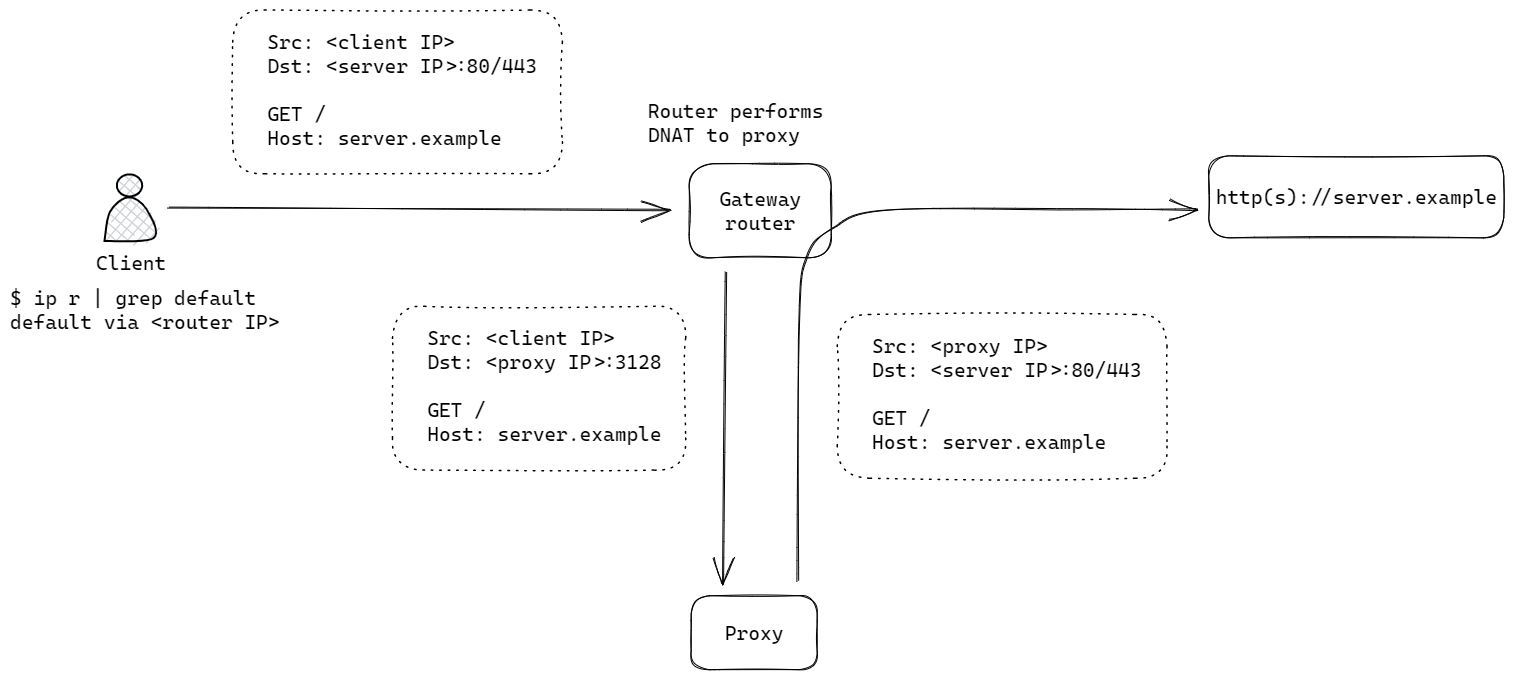 Src: <client IP>
Dst: <server IP>:80/443
GET /
Host: server.example
Router performs
DNAT to proxy
Gateway
router
http(s)://server.example
Client
$ ip r | grep default
default via <router IP>
Src: <client IP>
Dst: <proxy IP>:3128
GET /
Host: server.example
Src: <proxy IP>
Dst: <server IP>:80/443
GET /
Host: server.example
Proxy